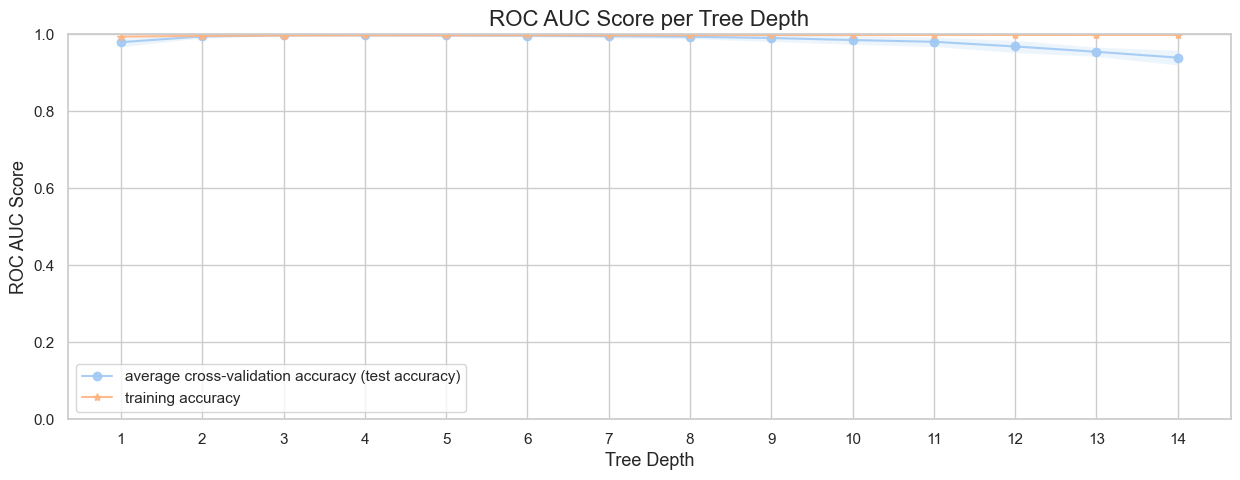 ROC AUC Score per Tree Depth
ROC AUC Score
1.0
0.8
0.6
0.4
0.2
0.0
average cross-validation accuracy (test accuracy)
training accuracy
1 2 3 4 5 6 7 8 9 10 11 12 13 14
Tree Depth